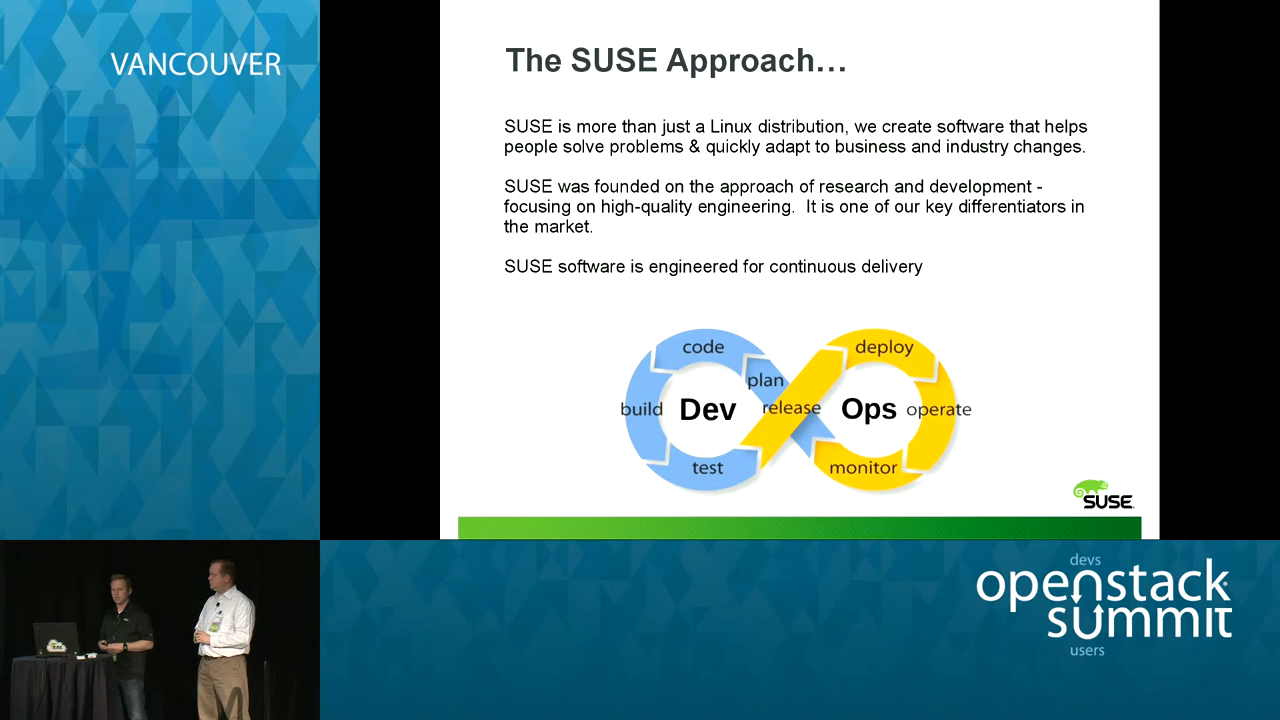 VANCOUVER
The SUSE Approach...
SUSE is more than just a Linux distribution, we create software that helps
people solve problems & quickly adapt to business and industry changes.
SUSE was founded on the approach of research and development -
focusing on high-quality engineering.  It is one of our key differentiators in
the market.
SUSE software is engineered for continuous delivery
code
deploy
plan
build
Dev
release
Ops
operate
test
monitor
SUSE
devs
openstack
summit
users